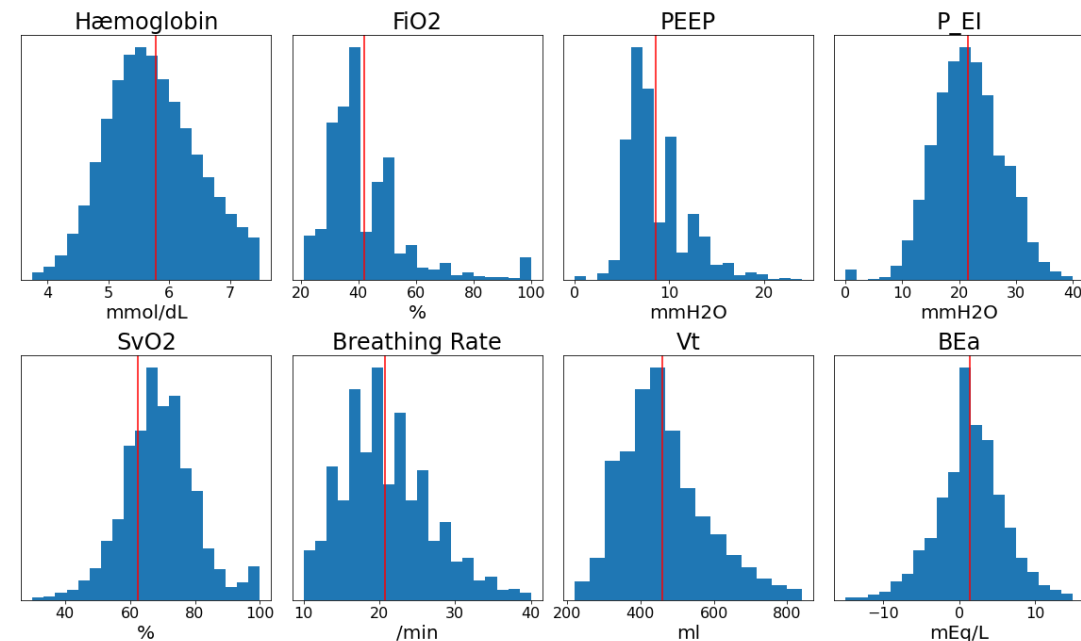 Hæmoglobin FiO2 PEEP P_EI
4 5 6 7 20 40 60 80 100 0 10 20 0 10 20 30 40
mmol/dL % mmH2O mmH2O
SvO2 Breathing Rate Vt BEa
40 60 80 100 10 20 30 40 200 400 600 800 −10 0 10
% /min ml mEq/L